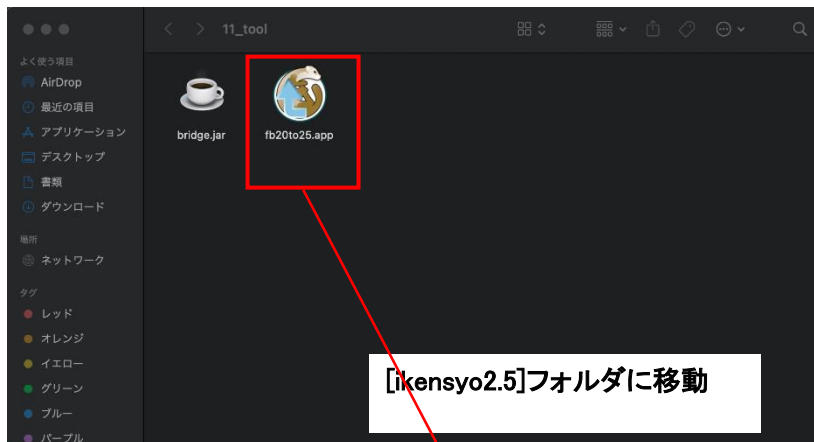 11_tool
よく使う項目
AirDrop
最近の項目
アプリケーション
デスクトップ
書類
ダウンロード
場所
ネットワーク
タグ
レッド
オレンジ
イエロー
グリーン
ブルー
パープル
bridge.jar
fb20to25.app
[ikensyo2.5]フォルダに移動